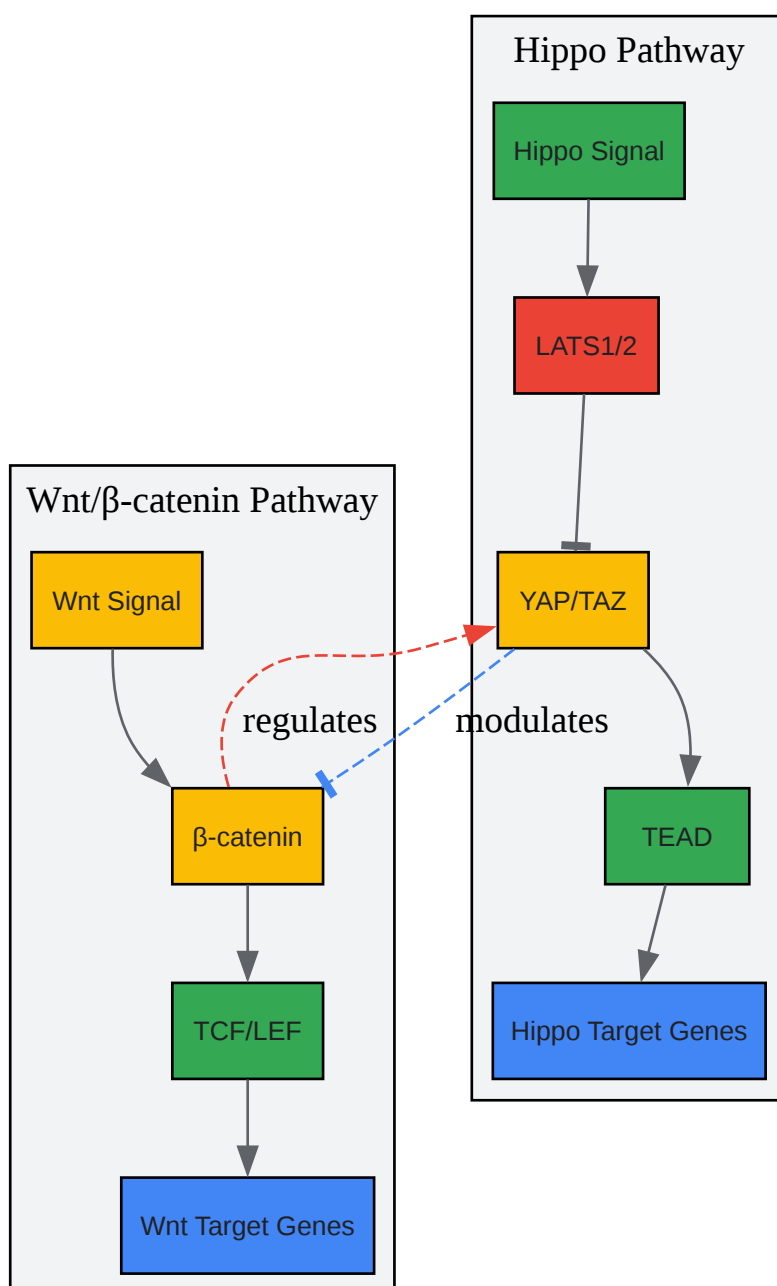 Hippo Pathway
Hippo Signal
LATS1/2
Wnt/β-catenin Pathway
Wnt Signal
YAP/TAZ
regulates
modulates
β-catenin
TEAD
TCF/LEF
Hippo Target Genes
Wnt Target Genes